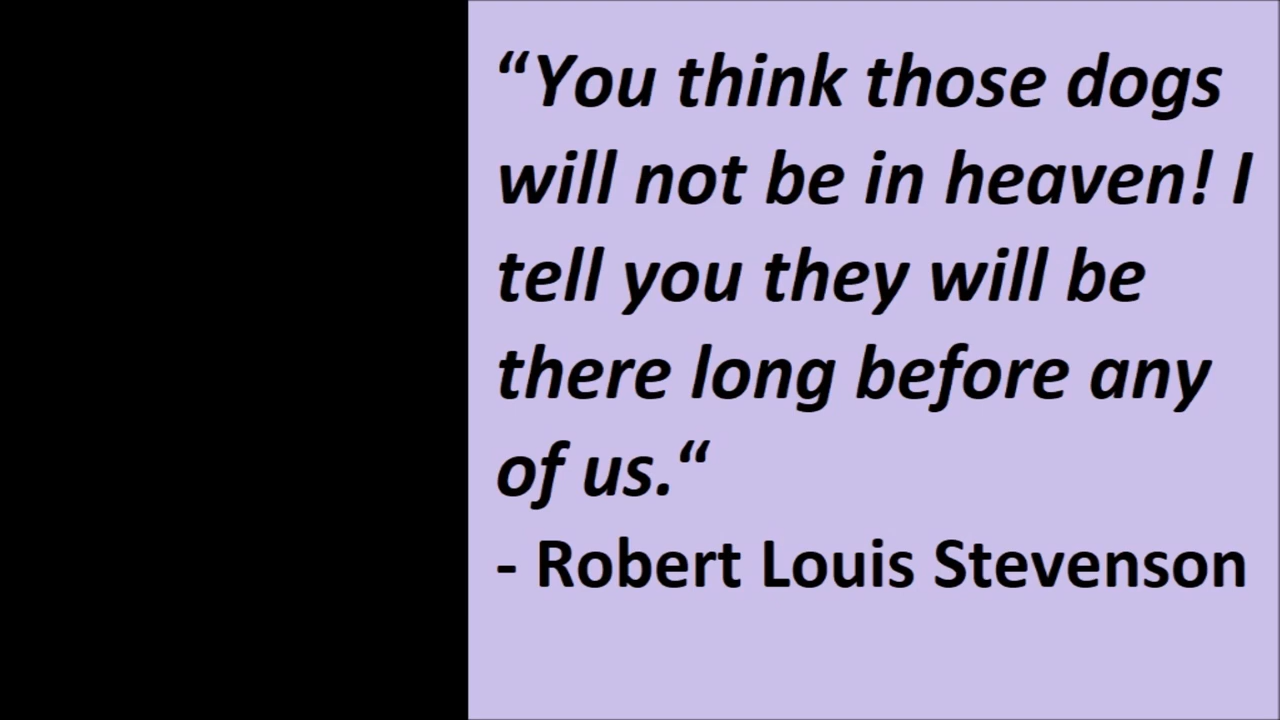 “You think those dogs
will not be in heaven! I
tell you they will be
there long before any
of us.“
- Robert Louis Stevenson